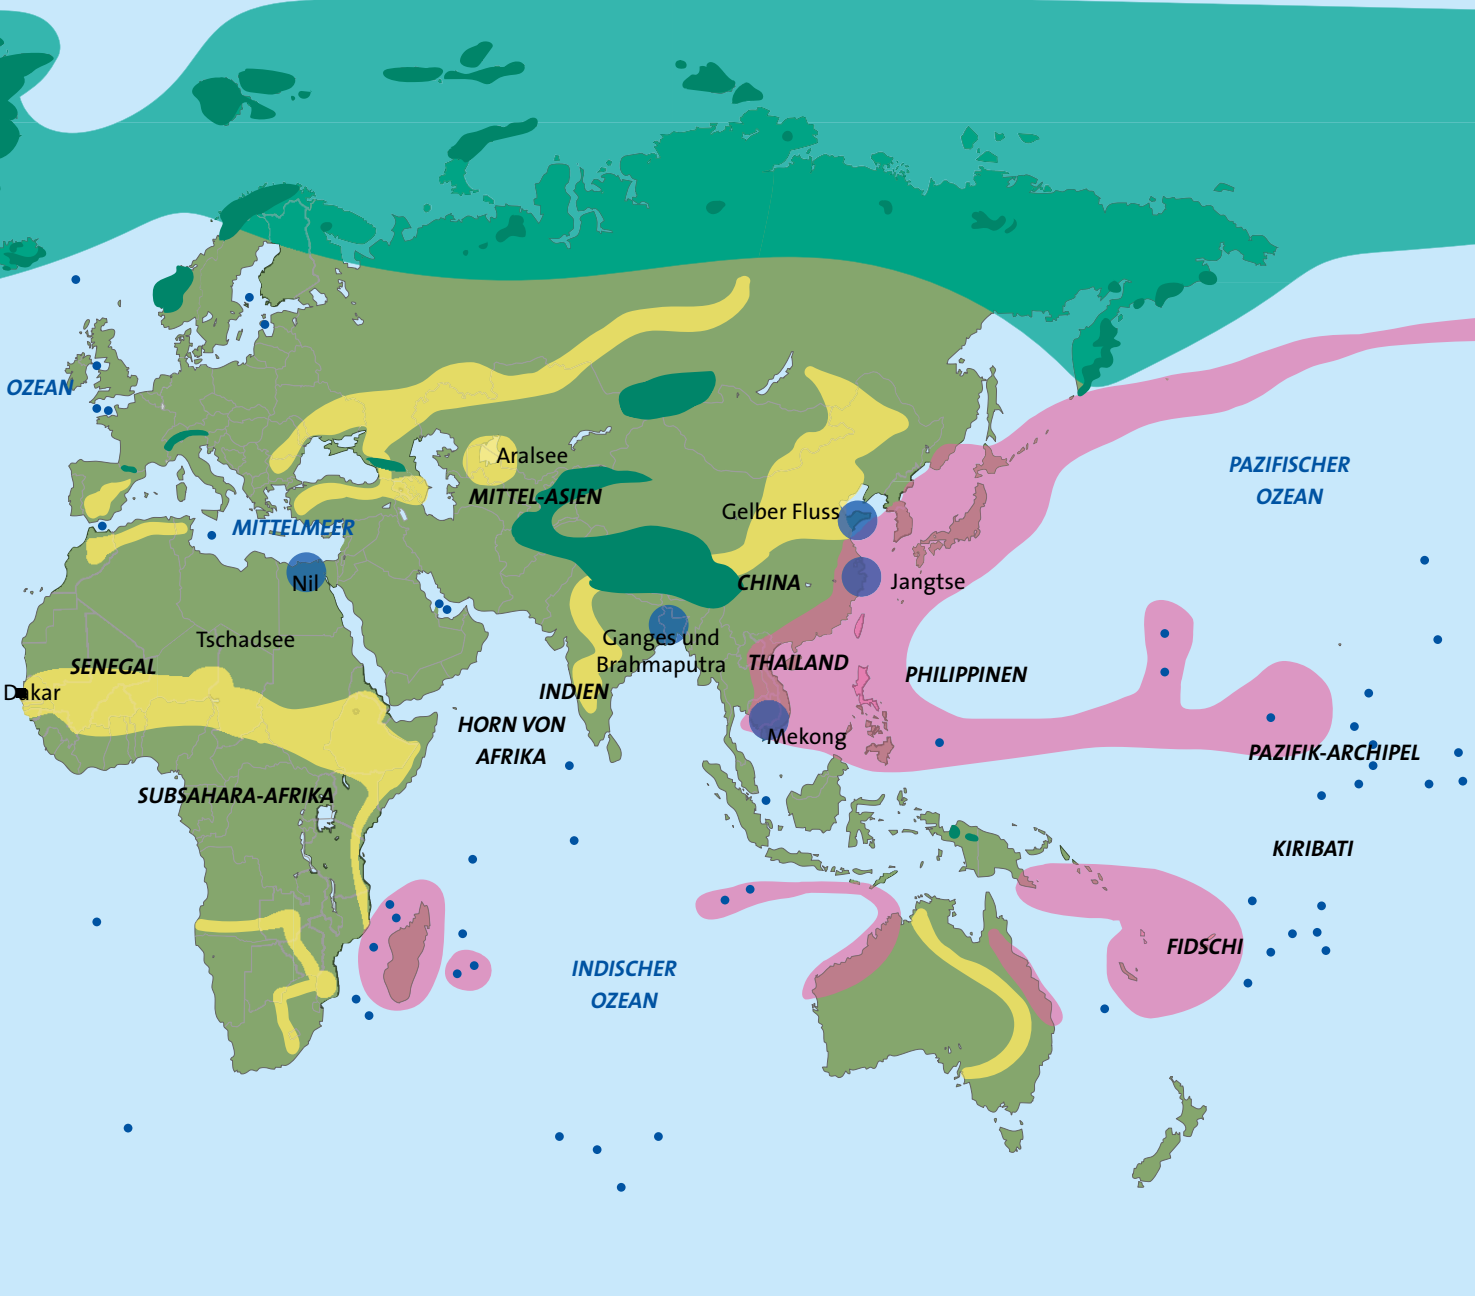 OZEAN
Aralsee
PAZIFISCHER
OZEAN
MITTEL-ASIEN
Gelber Fluss
MITTELMEER
Nil
CHINA
Jangtse
Tschadsee
Ganges und
Brahmaputra
SENEGAL
THAILAND
PHILIPPINEN
Dakar
INDIEN
HORN VON
AFRIKA
Mekong
PAZIFIK-ARCHIPEL
SUBSAHARA-AFRIKA
KIRIBATI
FIDSCHI
INDISCHER
OZEAN